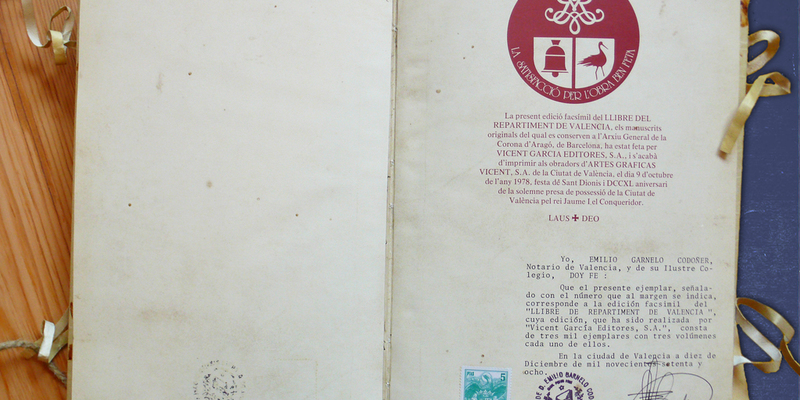 LA SATISFACCIÓ PER L'OBRA BEN FETA
La present edició facsímil del LLIBRE DEL
REPARTIMENT DE VALENCIA, els manuscrits
originals del qual es conserven a l'Arxiu General de la
Corona d'Aragó, de Barcelona, ha estat feta per
VICENT GARCIA EDITORES, S.A., i s'acabà
d'imprimir als obradors d'ARTES GRAFICAS
VICENT, S.A. de la Ciutat de València, el dia 9 d'octubre
de l'any 1978, festa dé Sant Dionís i DCCXL aniversari
de la solemne presa de possessió de la Ciutat de
València pel rei Jaume I.el Conqueridor.
LAUS ✚ DEO
Yo, EMILIO GARNELO CODOÑER,
Notario de Valencia, y de su Ilustre Co-
legio, DOY FE :
Que el presente ejemplar, señala-
do con el número que al margen se indica,
corresponde a la edición facsimil del
"LLIBRE DE REPARTIMENT DE VALENCIA",
cuya edición, que ha sido realizada por
"Vicent García Editores, S.A.", consta
de tres mil ejemplares con tres volúmenes
cada uno de ellos.
En la ciudad de Valencia a diez de
Diciembre de mil novecientos setenta y
ocho.
5
DE D. EMILIO GARNELO COD